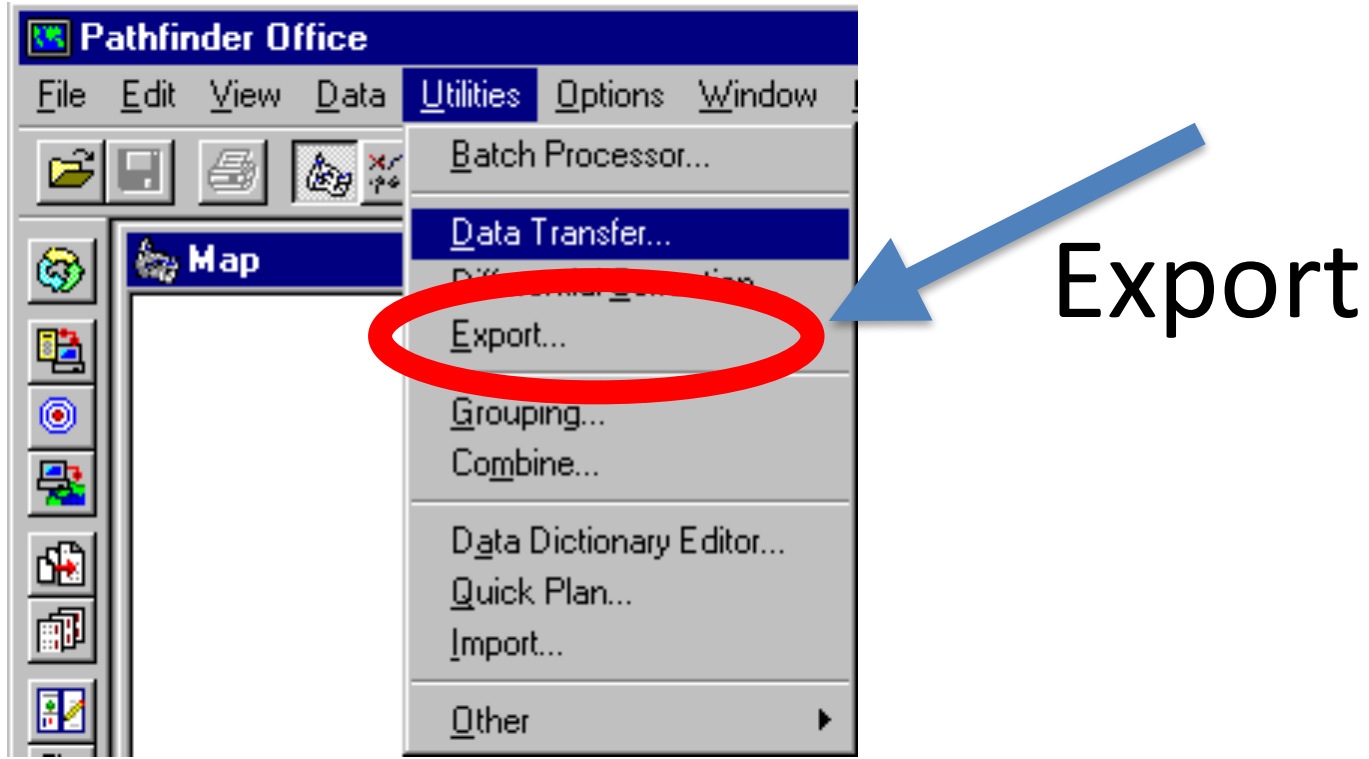 Pathfinder Office
File Edit View Data Utilities Options Window
Batch Processor...
Data Transfer...
Map
Export...
Export
Grouping...
Combine...
Data Dictionary Editor...
Quick Plan...
Import...
Other